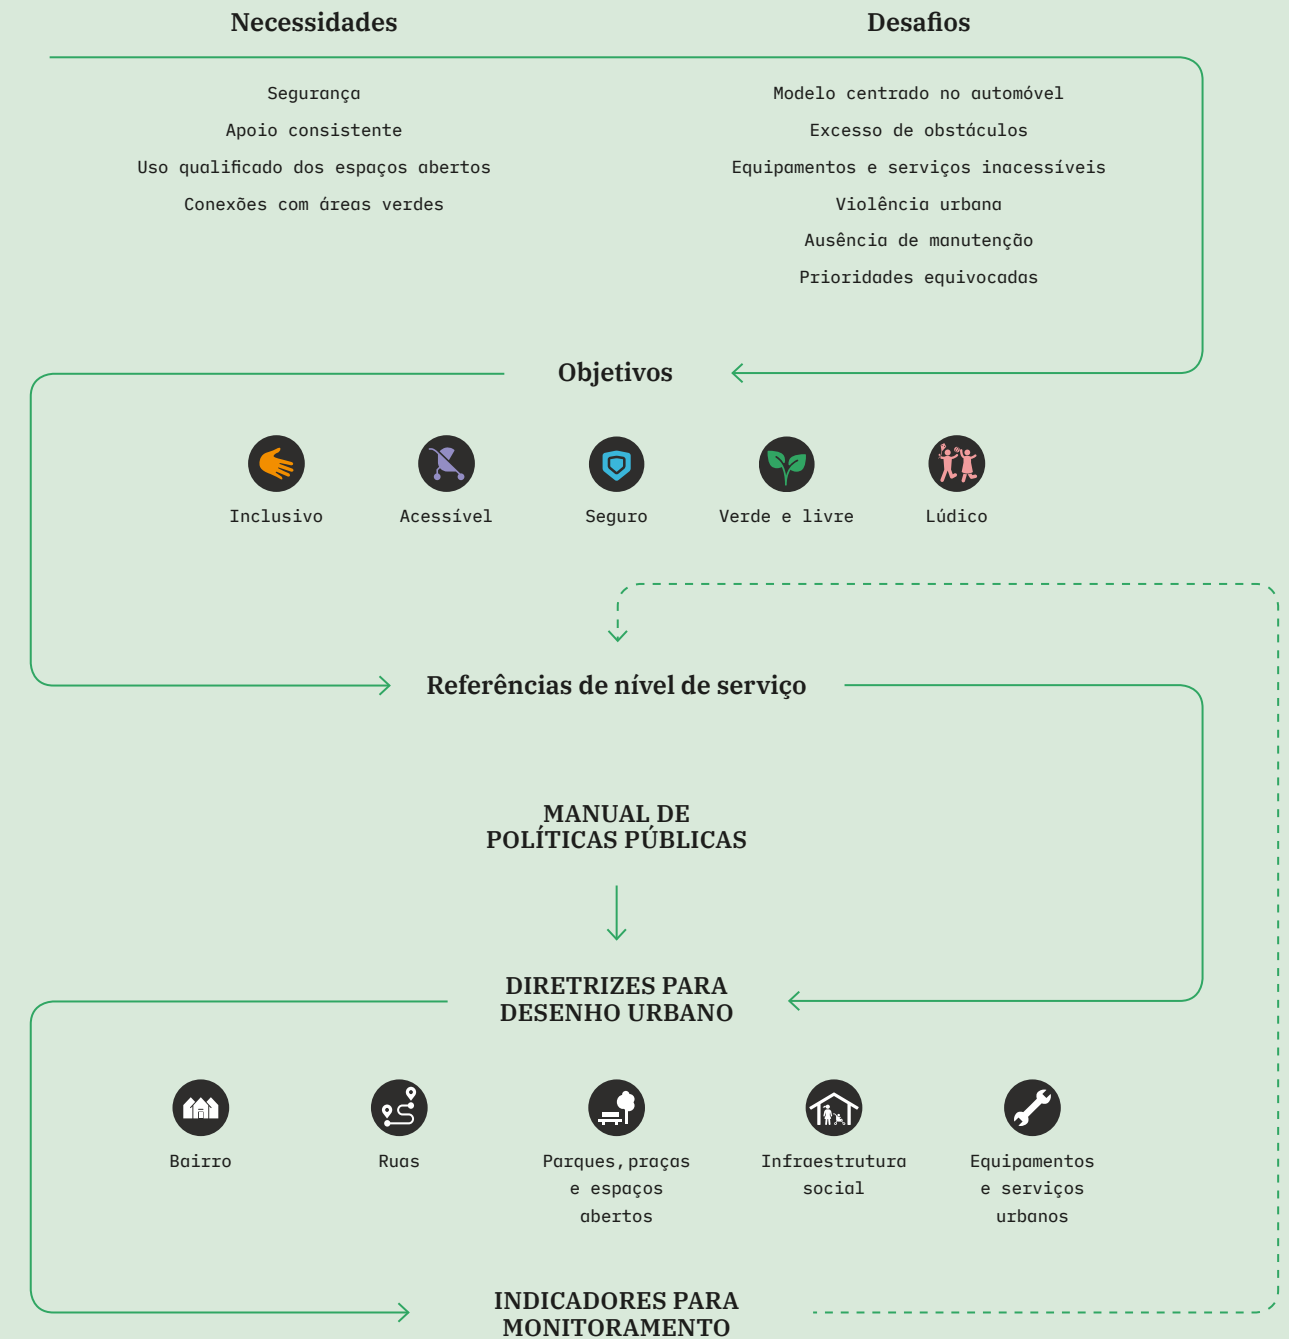 Necessidades
Desafios
Segurança
Apoio consistente
Uso qualificado dos espaços abertos
Conexões com áreas verdes
Modelo centrado no automóvel
Excesso de obstáculos
Equipamentos e serviços inacessíveis
Violência urbana
Ausência de manutenção
Prioridades equivocadas
Objetivos
Inclusivo
Acessível
Seguro
Verde e livre
Lúdico
Referências de nível de serviço
MANUAL DE
POLÍTICAS PÚBLICAS
DIRETRIZES PARA
DESENHO URBANO
Bairro
Ruas
Parques, praças
e espaços
abertos
Infraestrutura
social
Equipamentos
e serviços
urbanos
INDICADORES PARA
MONITORAMENTO